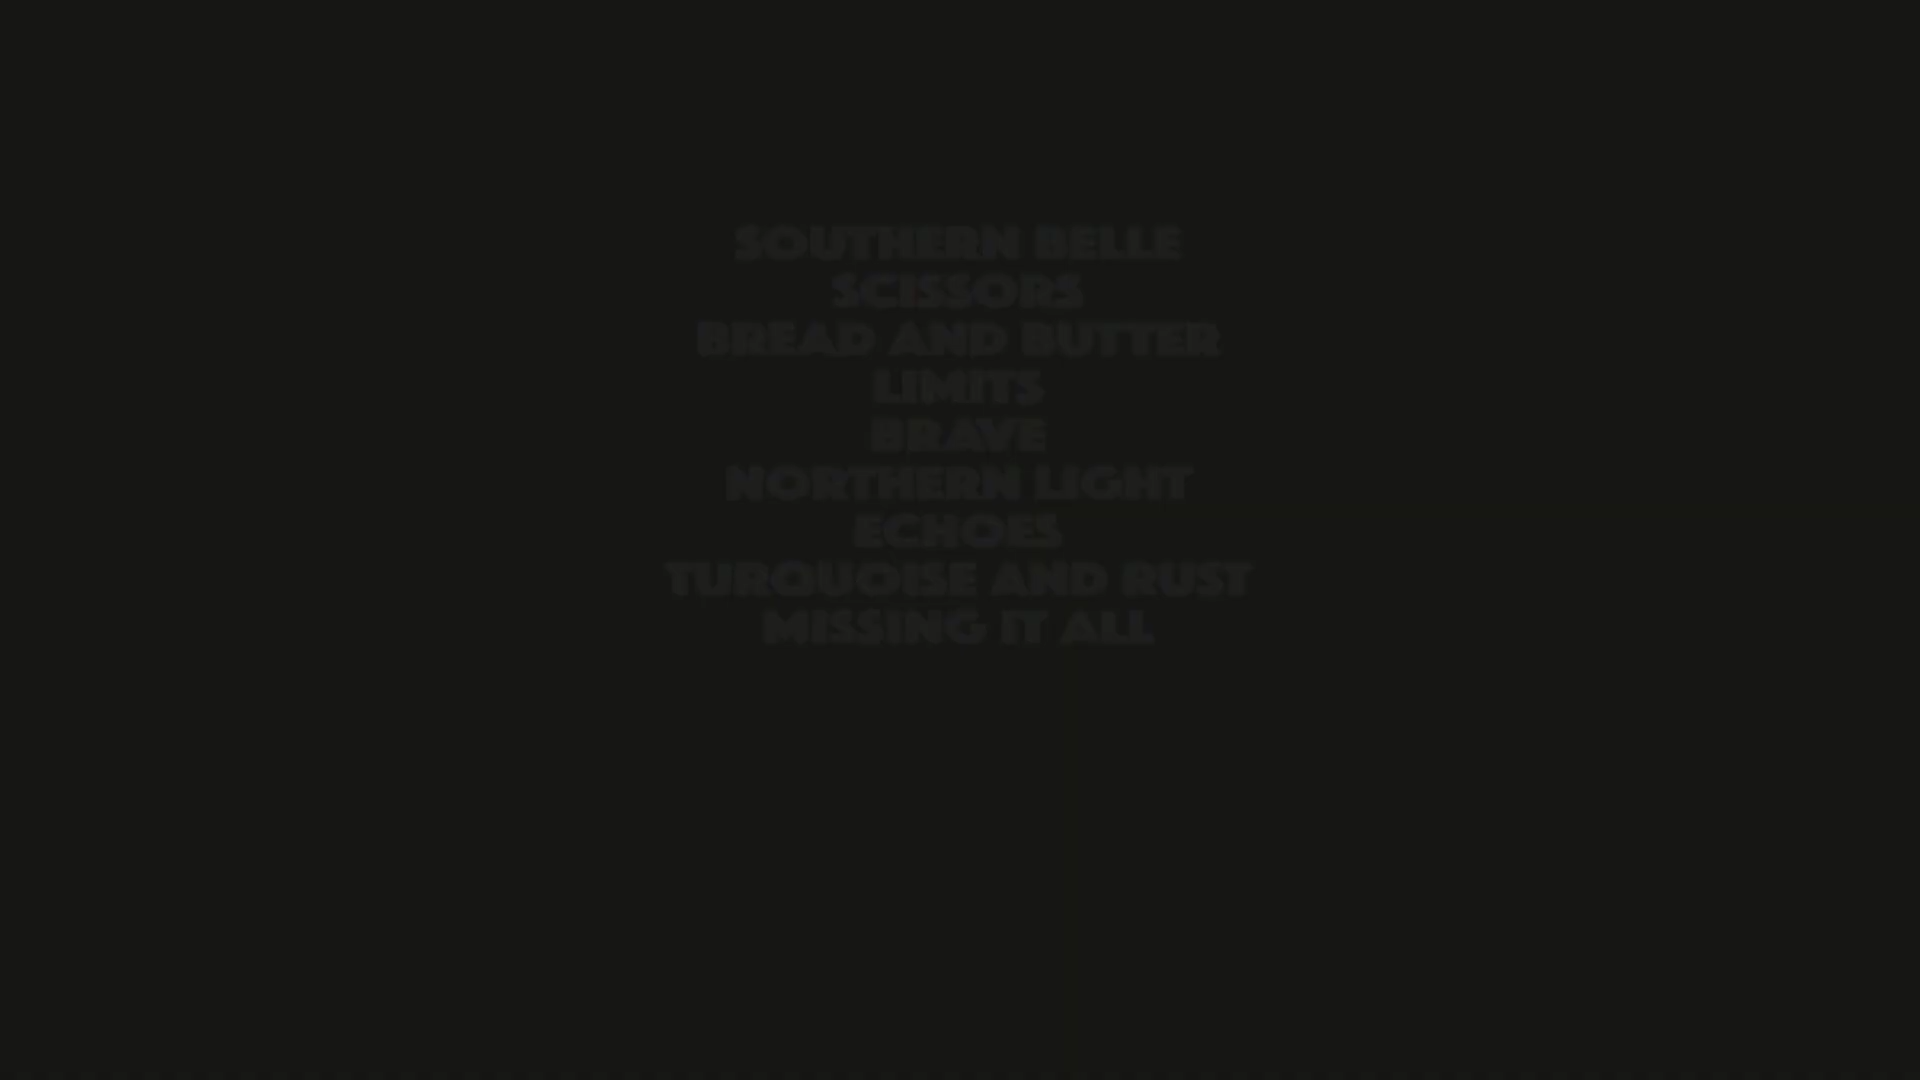 SOUTHERN BELLE
SCISSORS
BREAD AND BUTTER
LIMITS
BRAVE
NORTHERN LIGHT
ECHOES
TURQUOISE AND RUST
MISSING IT ALL